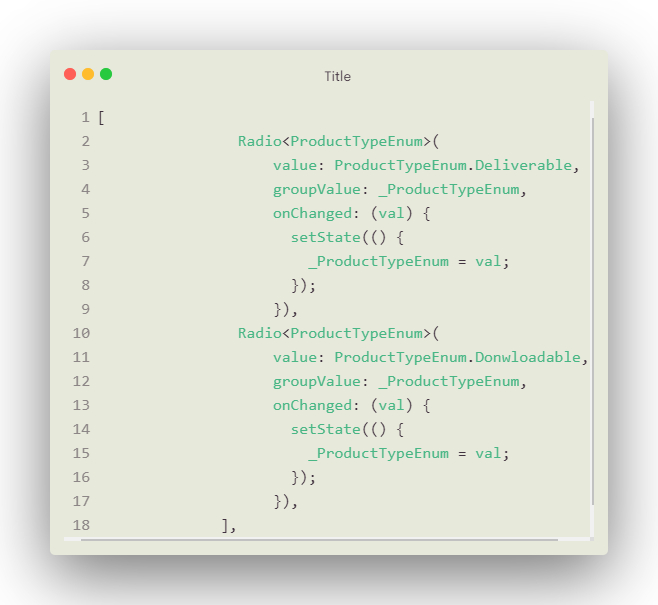 Title
1 [
2 Radio<ProductTypeEnum>(
3 value: ProductTypeEnum.Deliverable,
4 groupValue: _ProductTypeEnum,
5 onChanged: (val) {
6 setState(() {
7 _ProductTypeEnum = val;
8 });
9 }),
10 Radio<ProductTypeEnum>(
11 value: ProductTypeEnum.Donwloadable,
12 groupValue: _ProductTypeEnum,
13 onChanged: (val) {
14 setState(() {
15 _ProductTypeEnum = val;
16 });
17 }),
18 ],